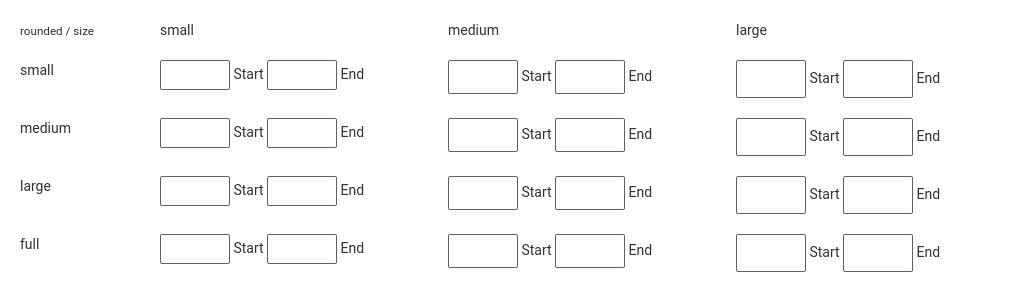 rounded / size small medium large
small Start End Start End Start End
medium Start End Start End Start End
large Start End Start End Start End
full Start End Start End Start End